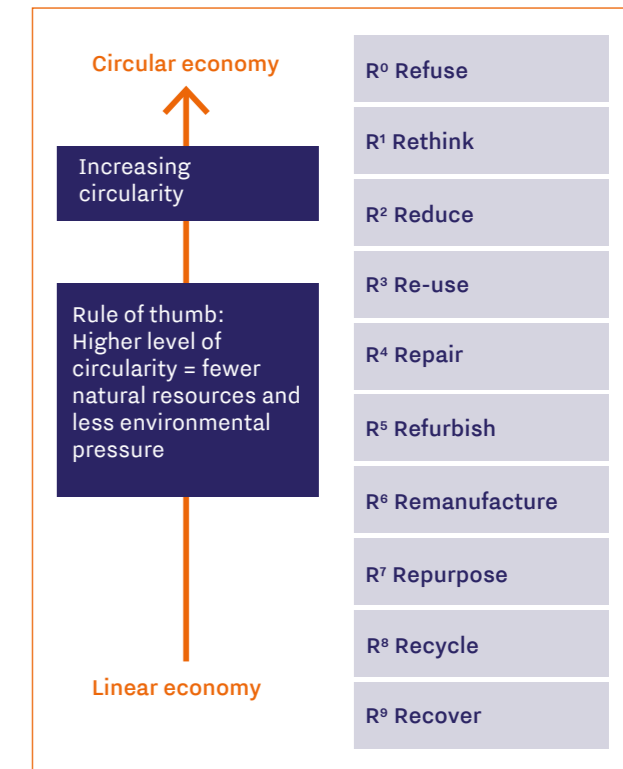 Circular economy
Increasing
circularity
Rule of thumb:
Higher level of
circularity = fewer
natural resources and
less environmental
pressure
Linear economy
R⁰ Refuse
R¹ Rethink
R² Reduce
R³ Re-use
R⁴ Repair
R⁵ Refurbish
R⁶ Remanufacture
R⁷ Repurpose
R⁸ Recycle
R⁹ Recover